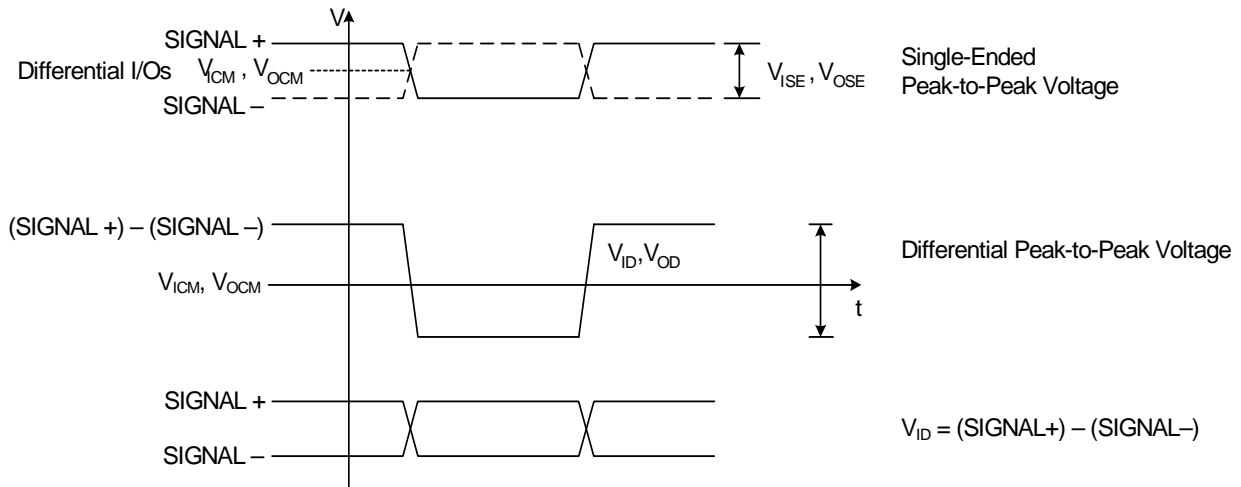 V
SIGNAL +
Differential I/Os V_ICM , V_OCM
SIGNAL –
V_ISE , V_OSE
Single-Ended
Peak-to-Peak Voltage
(SIGNAL +) – (SIGNAL –)
V_ICM, V_OCM
V_ID,V_OD
t
Differential Peak-to-Peak Voltage
SIGNAL +
SIGNAL –
V_ID = (SIGNAL+) – (SIGNAL–)